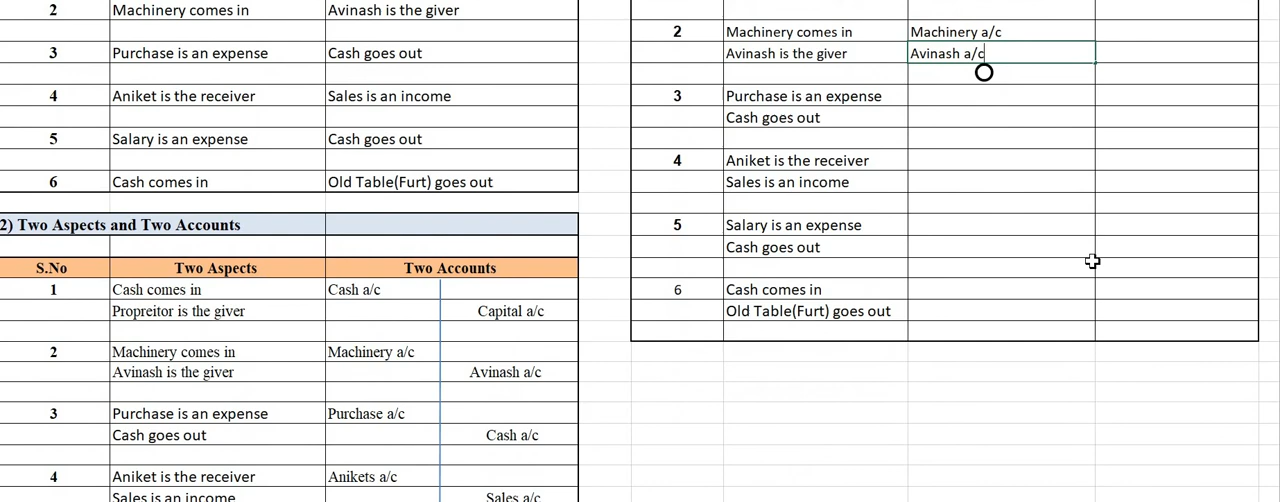 2 Machinery comes in Avinash is the giver
3 Purchase is an expense Cash goes out
4 Aniket is the receiver Sales is an income
5 Salary is an expense Cash goes out
6 Cash comes in Old Table(Furt) goes out
2) Two Aspects and Two Accounts
S.No Two Aspects Two Accounts
1 Cash comes in Cash a/c
Propreitor is the giver Capital a/c
2 Machinery comes in Machinery a/c
Avinash is the giver Avinash a/c
3 Purchase is an expense Purchase a/c
Cash goes out Cash a/c
4 Aniket is the receiver Anikets a/c
Sales is an income Sales a/c
2 Machinery comes in Machinery a/c
Avinash is the giver Avinash a/c
3 Purchase is an expense
Cash goes out
4 Aniket is the receiver
Sales is an income
5 Salary is an expense
Cash goes out
6 Cash comes in
Old Table(Furt) goes out